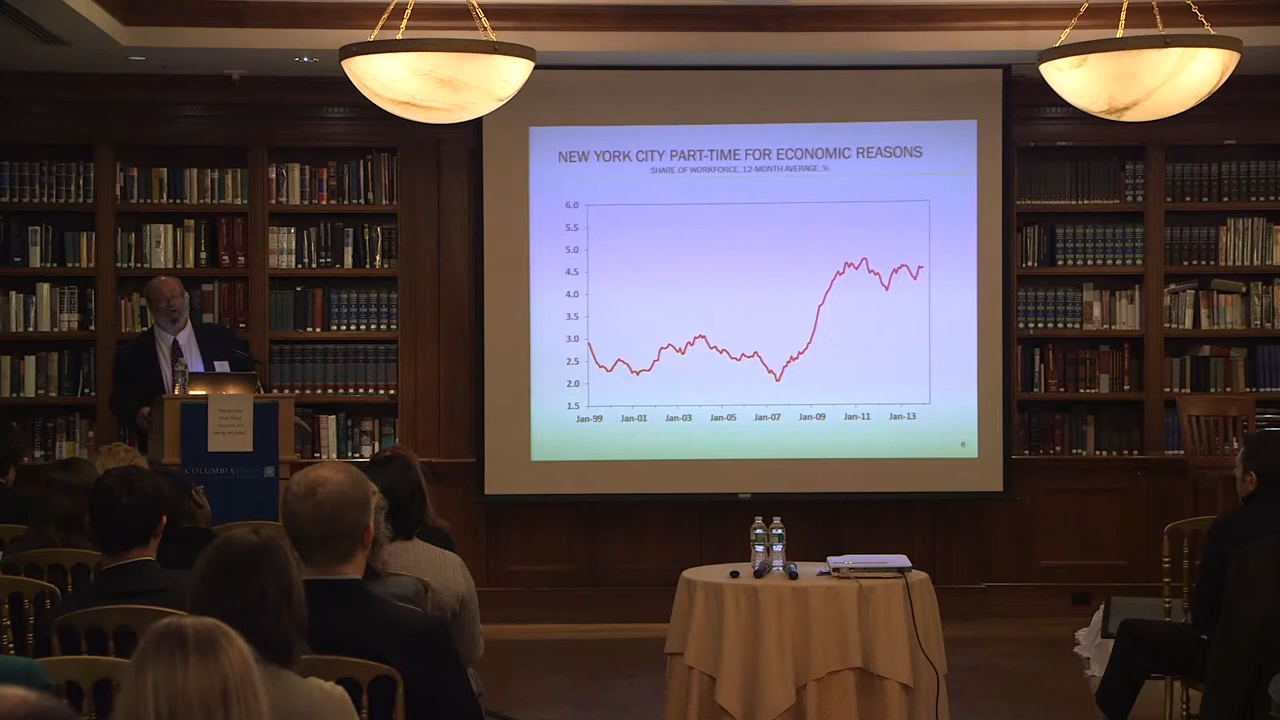 NEW YORK CITY PART-TIME FOR ECONOMIC REASONS
SHARE OF WORKFORCE, 12-MONTH AVERAGE, %
6.0
5.5
5.0
4.5
4.0
3.5
3.0
2.5
2.0
1.5
Jan-99 Jan-01 Jan-03 Jan-05 Jan-07 Jan-09 Jan-11 Jan-13
6
COLUMBIA